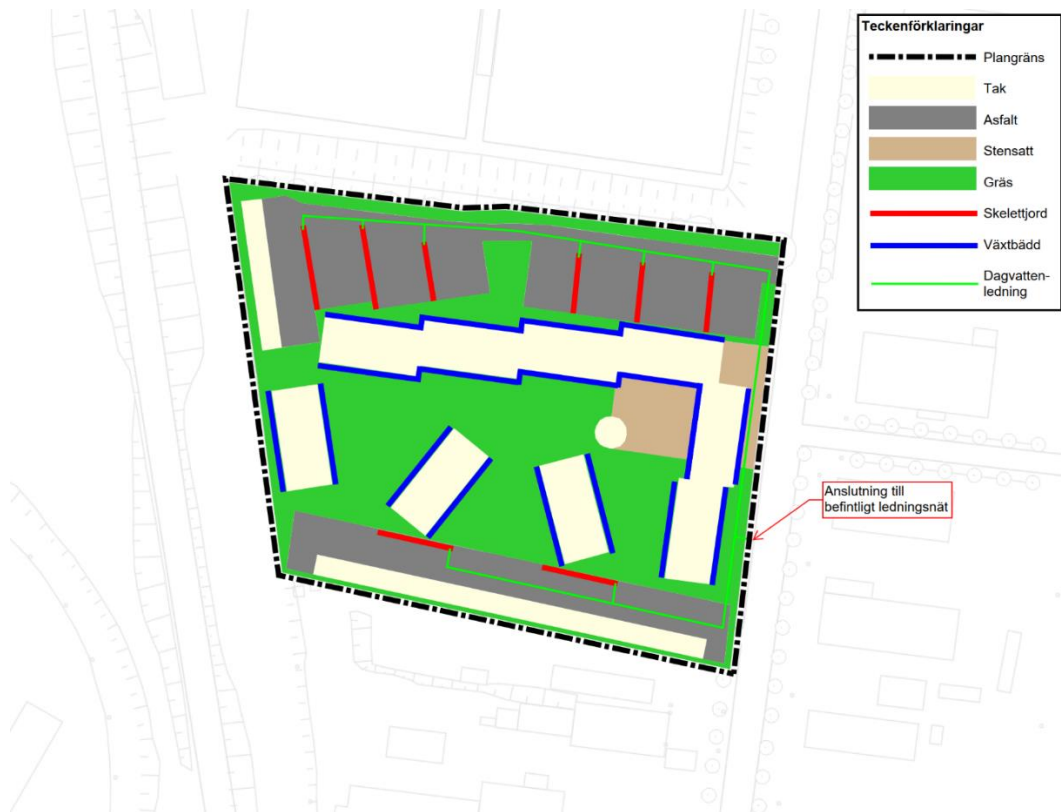 Teckenförklaringar
Plangräns
Tak
Asfalt
Stensatt
Gräs
Skelettjord
Växtbädd
Dagvatten-
ledning
Anslutning till
befintligt ledningsnät